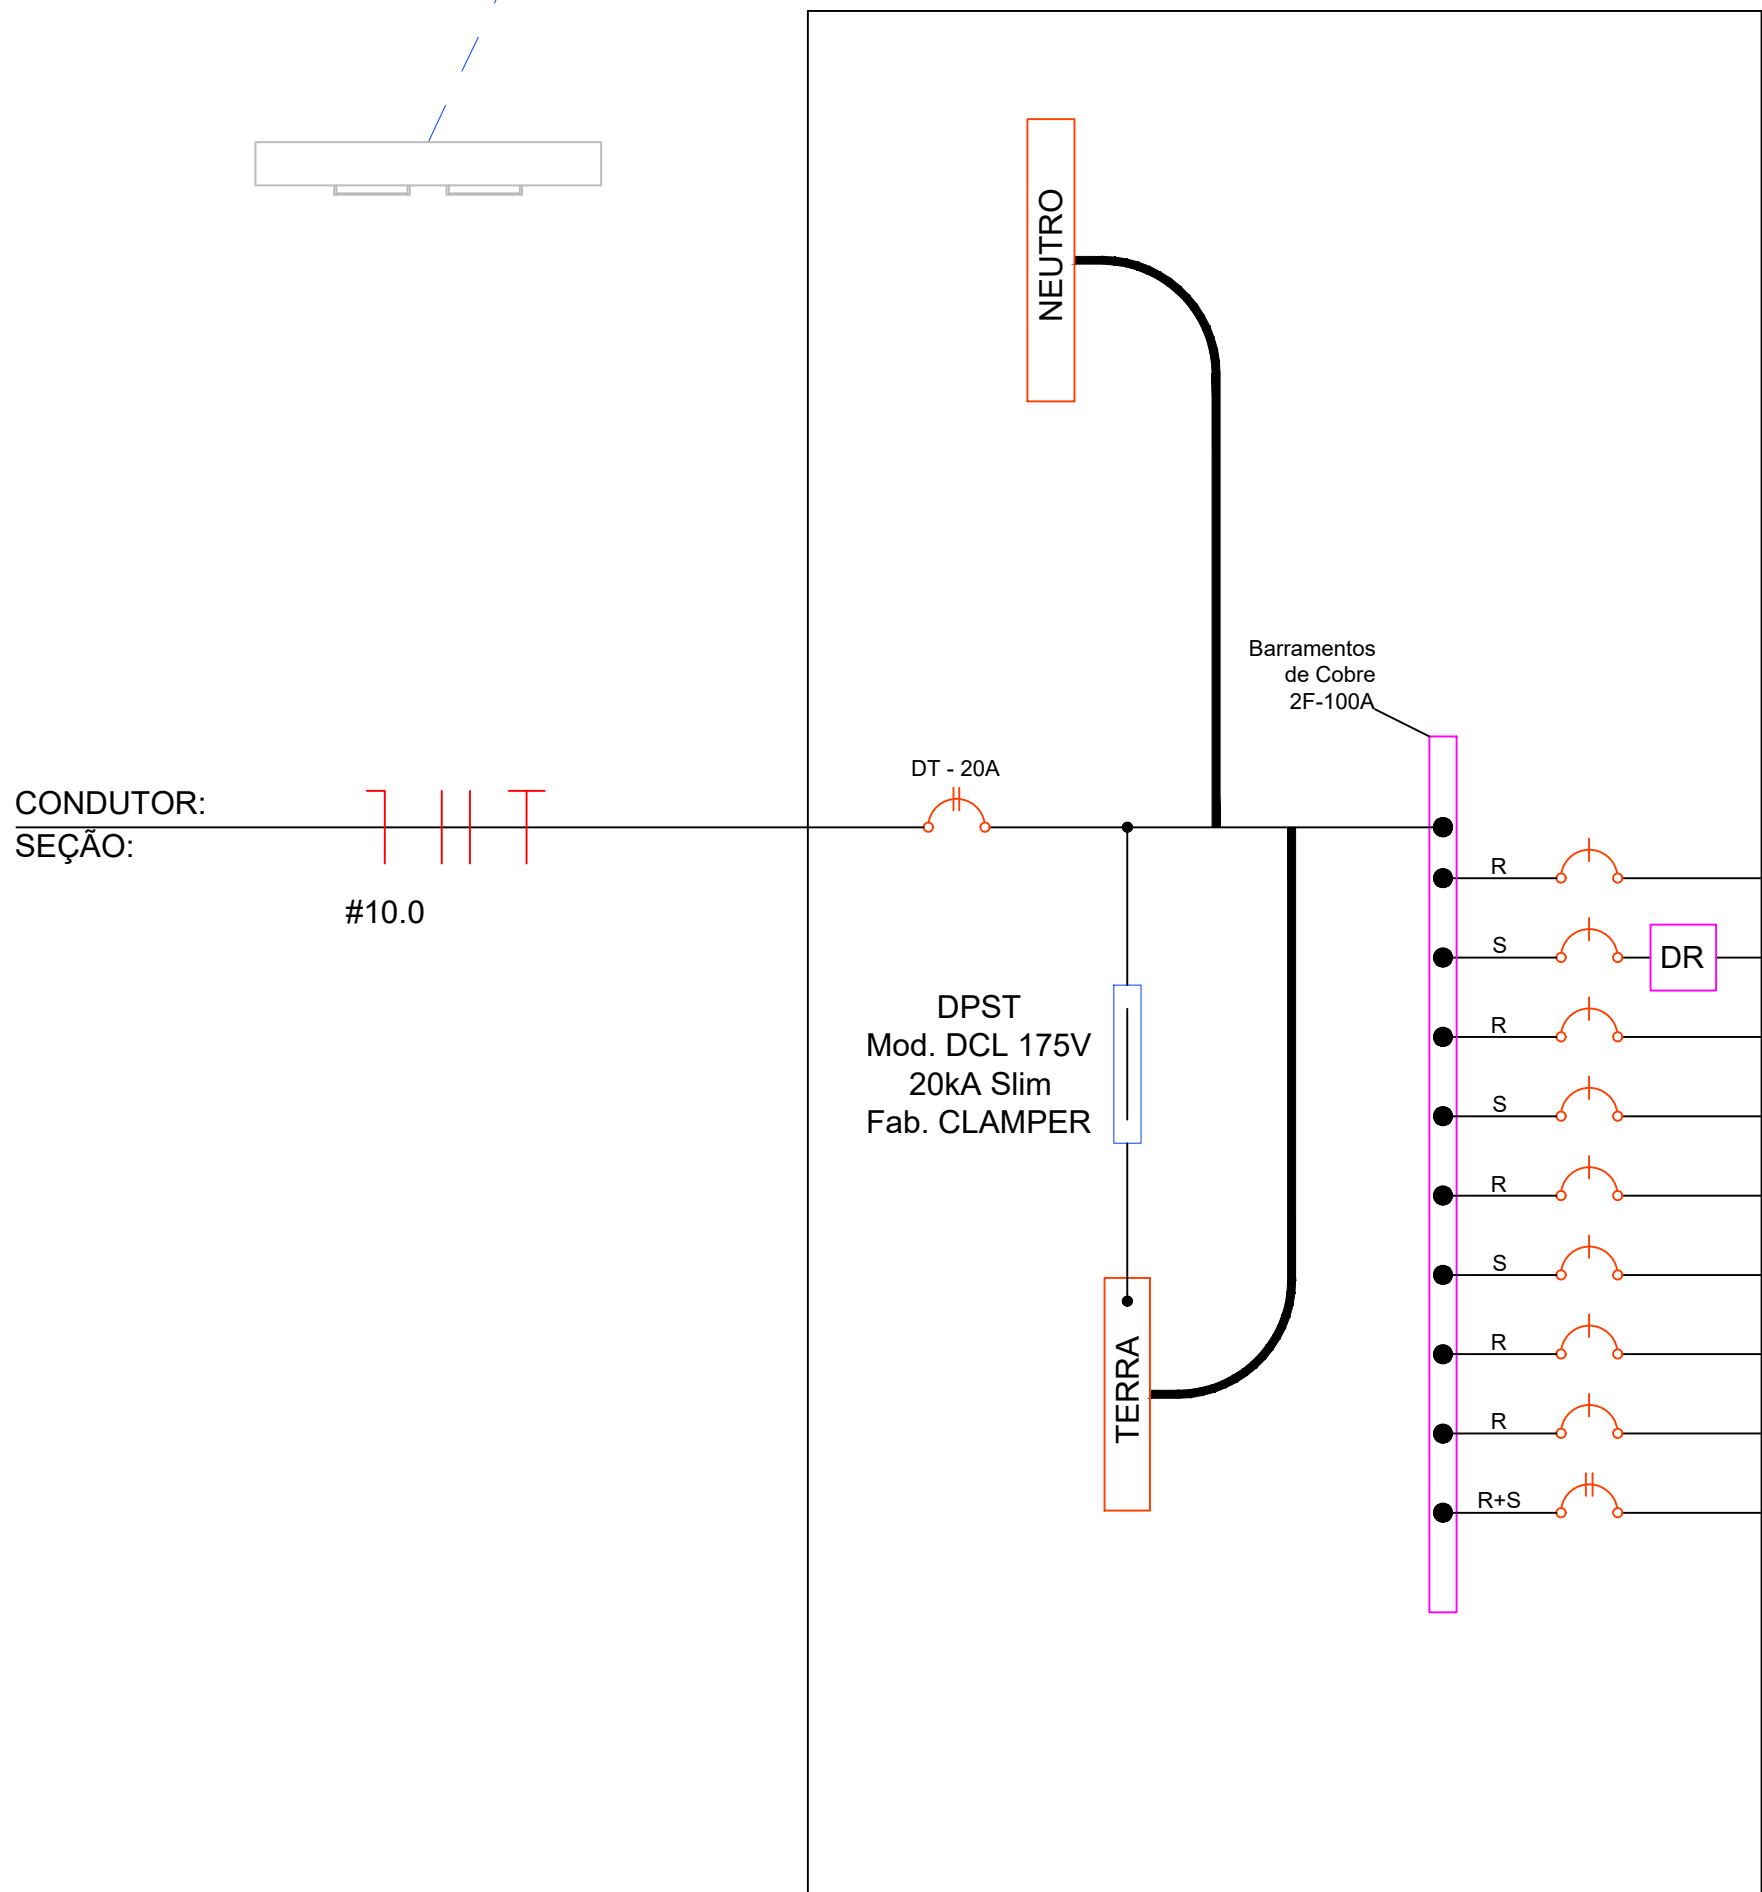 NEUTRO
Barramentos
de Cobre
2F-100A
DT - 20A
CONDUTOR:
SEÇÃO:
#10.0
DPST
Mod. DCL 175V
20kA Slim
Fab. CLAMPER
TERRA
R
S
DR
R
S
R
S
R
R
R+S